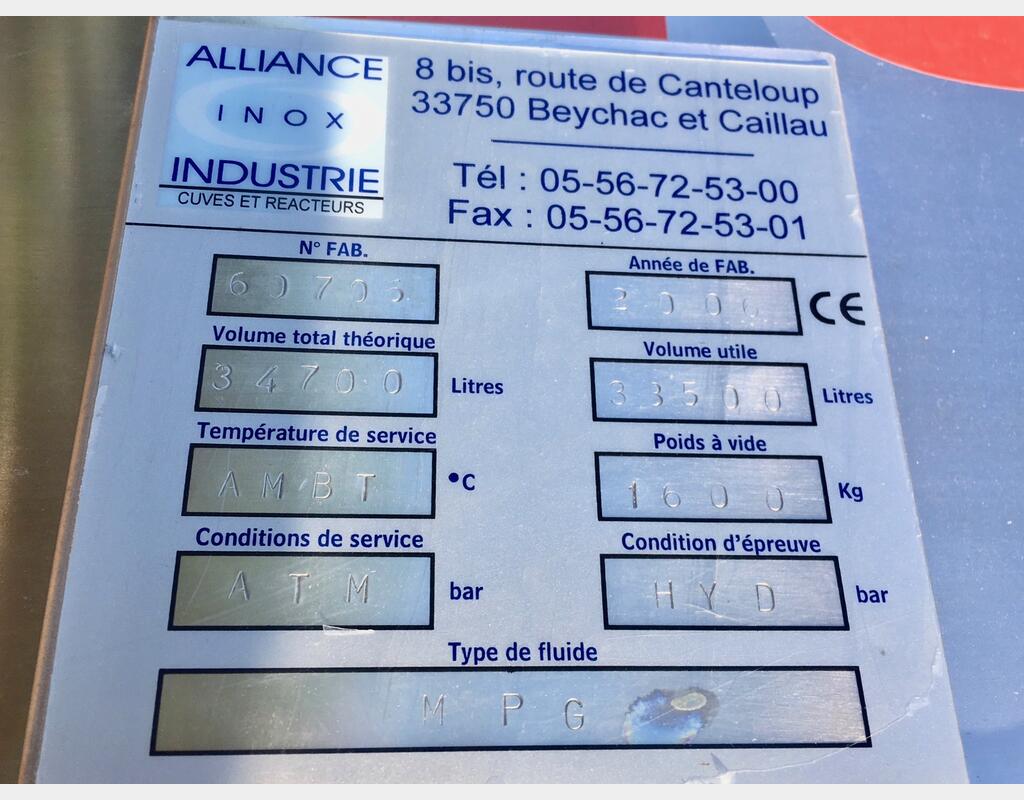 ALLIANCE
INOX
INDUSTRIE
CUVES ET REACTEURS
8 bis, route de Canteloup
33750 Beychac et Caillau
Tél : 05-56-72-53-00
Fax : 05-56-72-53-01
N° FAB.
60705
Année de FAB.
2006
CE
Volume total théorique
34700 Litres
Volume utile
33500 Litres
Température de service
AMBT °C
Poids à vide
1600 Kg
Conditions de service
ATM bar
Condition d'épreuve
HYD bar
Type de fluide
MPG